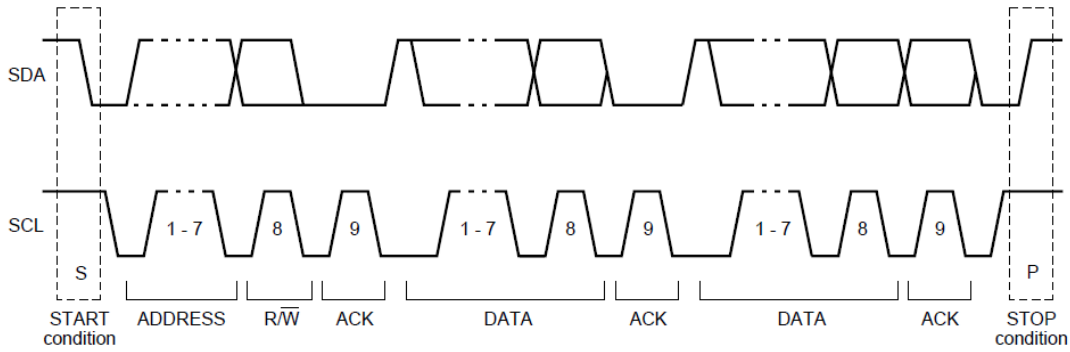 SDA
SCL
1 - 7 8 9 1 - 7 8 9 1 - 7 8 9
S P
START ADDRESS R/W̅ ACK DATA ACK DATA ACK STOP
condition condition